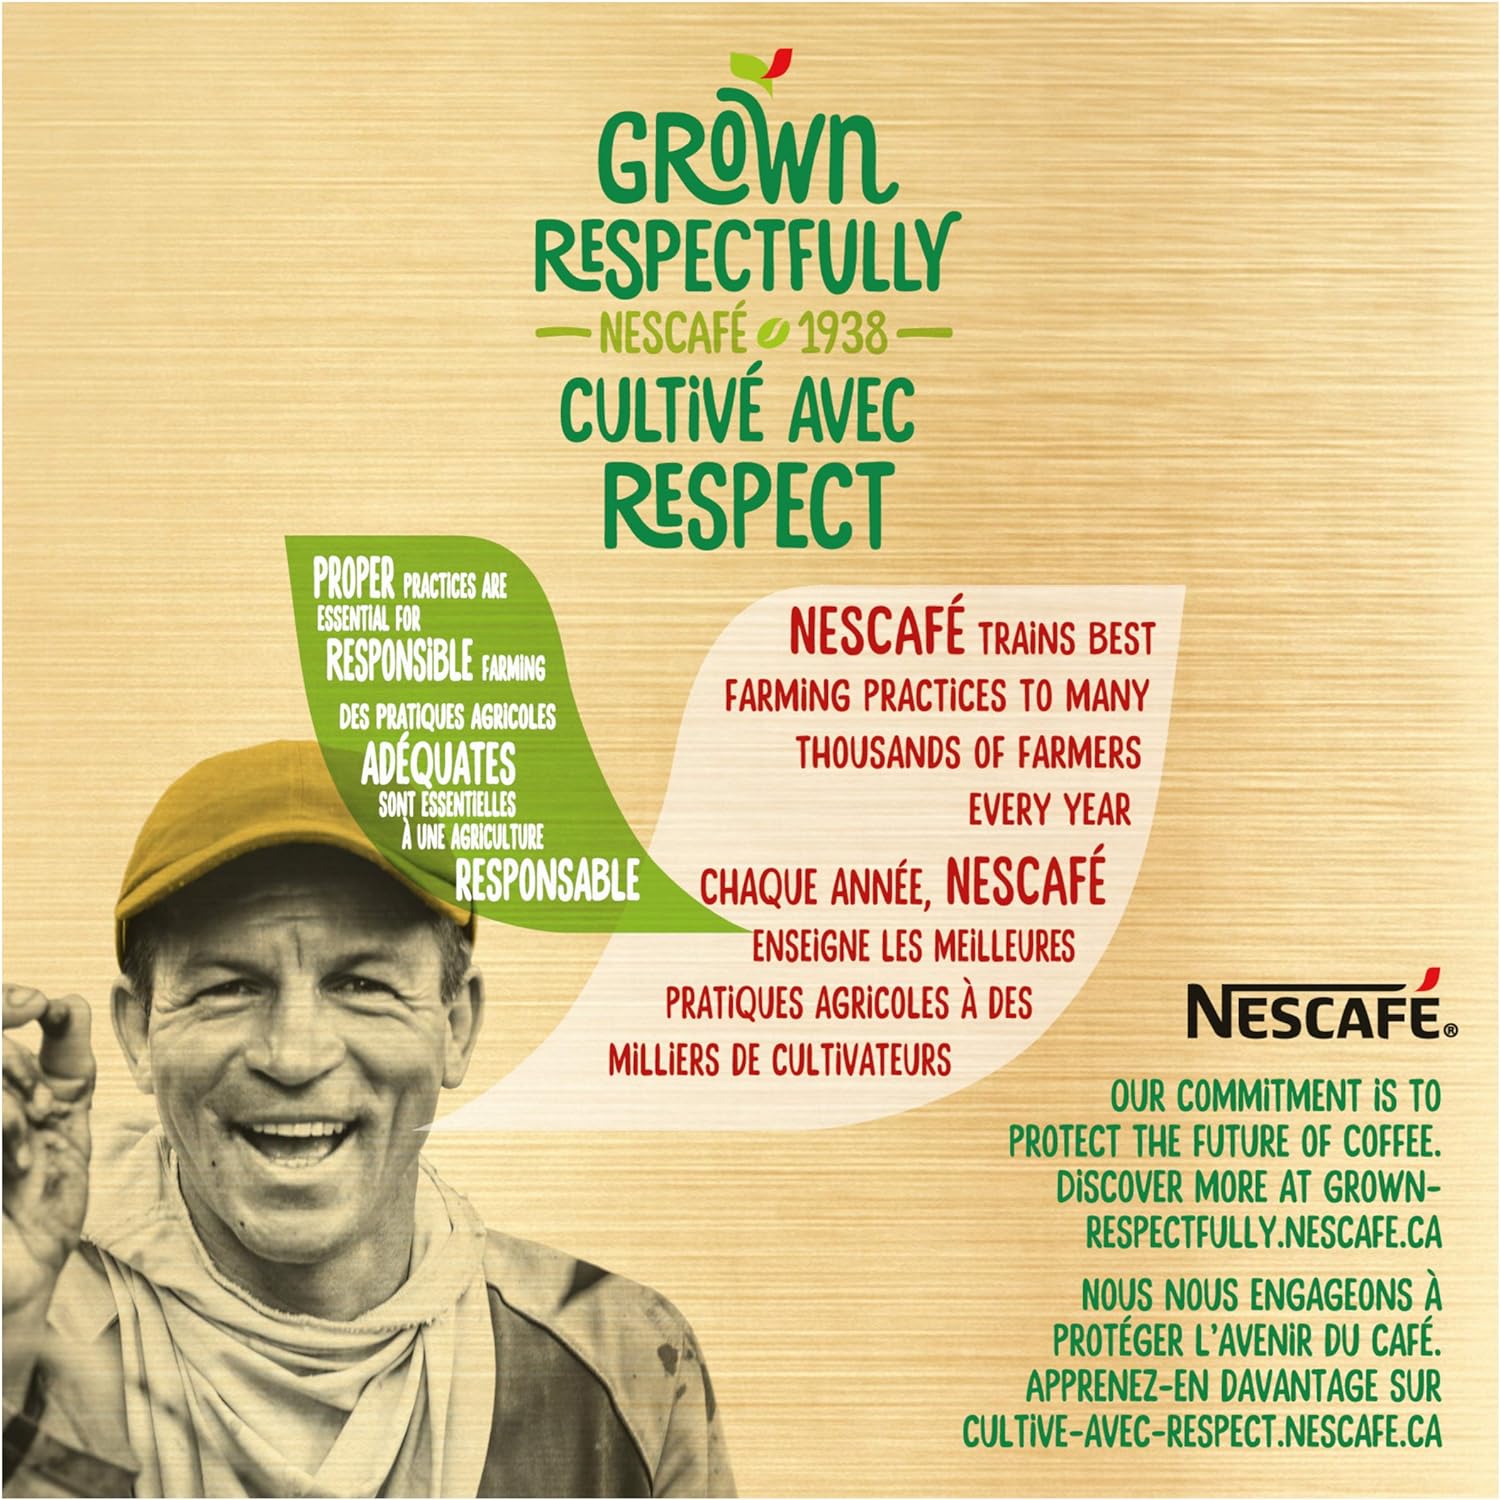 GROWN
RESPECTFULLY
NESCAFÉ 1938
CULTIVÉ AVEC
RESPECT
PROPER PRACTICES ARE
ESSENTIAL FOR
RESPONSIBLE FARMING
DES PRATIQUES AGRICOLES
ADÉQUATES
SONT ESSENTIELLES
À UNE AGRICULTURE
RESPONSABLE
NESCAFÉ TRAINS BEST
FARMING PRACTICES TO MANY
THOUSANDS OF FARMERS
EVERY YEAR
CHAQUE ANNÉE, NESCAFÉ
ENSEIGNE LES MEILLEURES
PRATIQUES AGRICOLES À DES
MILLIERS DE CULTIVATEURS
NESCAFÉ®
OUR COMMITMENT IS TO
PROTECT THE FUTURE OF COFFEE.
DISCOVER MORE AT GROWN-
RESPECTFULLY.NESCAFE.CA
NOUS NOUS ENGAGEONS À
PROTÉGER L'AVENIR DU CAFÉ.
APPRENEZ-EN DAVANTAGE SUR
CULTIVE-AVEC-RESPECT.NESCAFE.CA